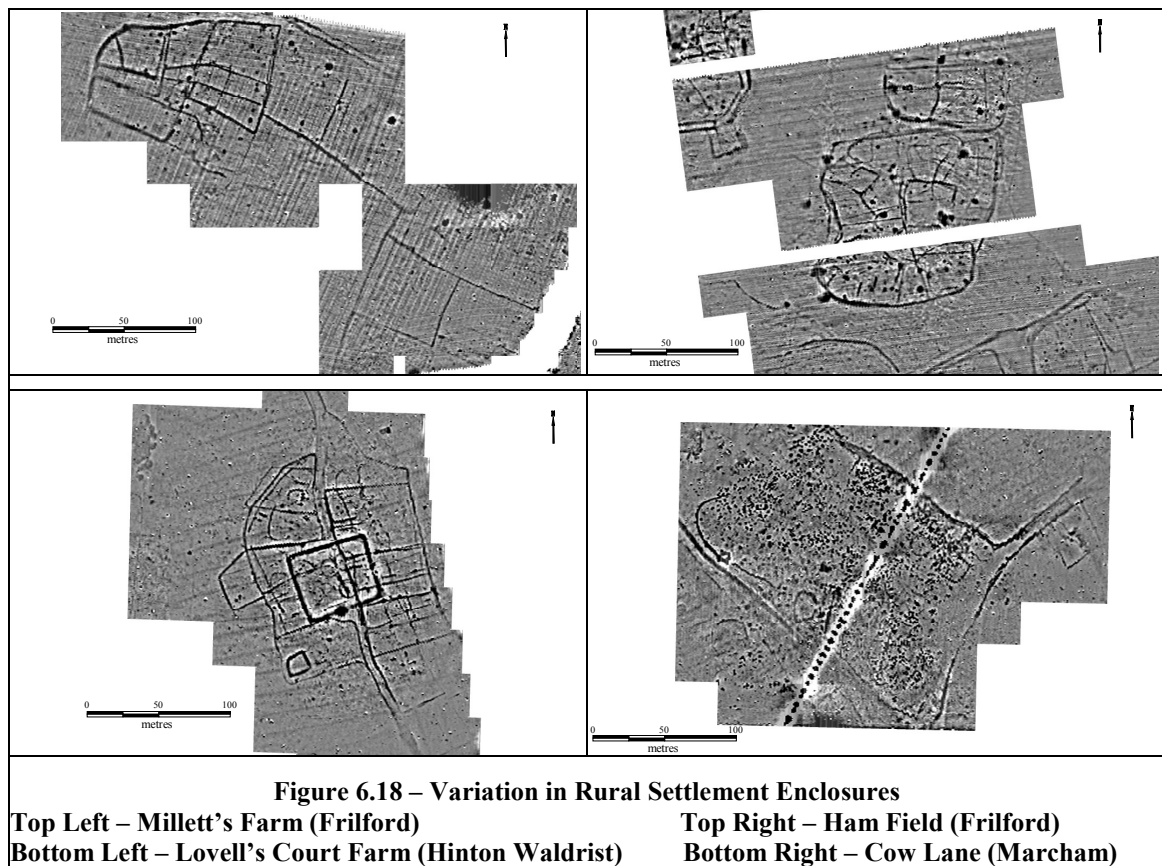 N
0 50 100
metres
N
0 50 100
metres
N
0 50 100
metres
N
0 50 100
metres
Figure 6.18 – Variation in Rural Settlement Enclosures
Top Left – Millett’s Farm (Frilford) Top Right – Ham Field (Frilford)
Bottom Left – Lovell’s Court Farm (Hinton Waldrist) Bottom Right – Cow Lane (Marcham)